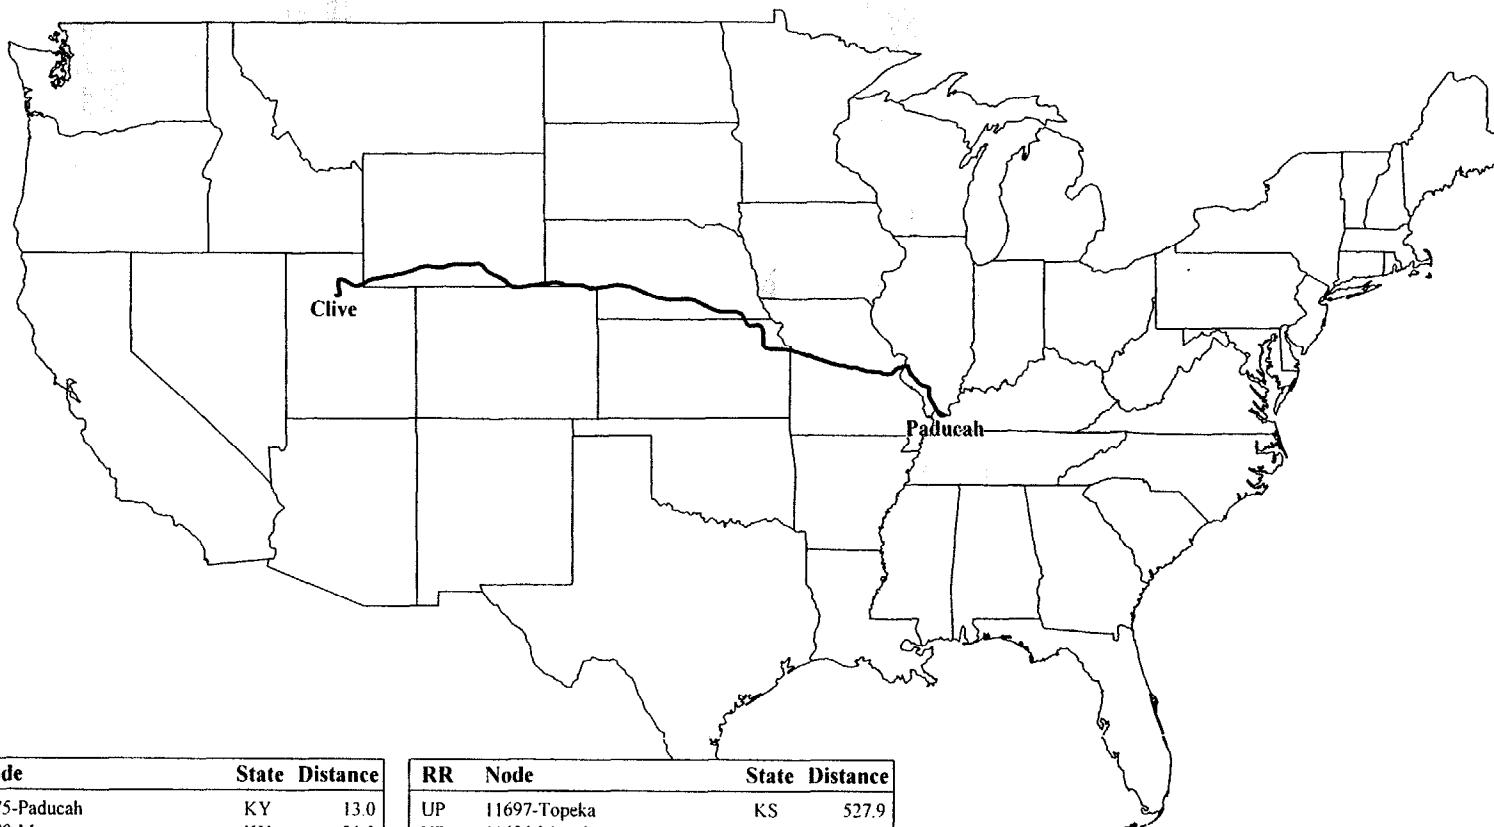 Clive
Paducah
de State Distance
75-Paducah KY 13.0
RR Node State Distance
UP 11697-Topeka KS 527.9